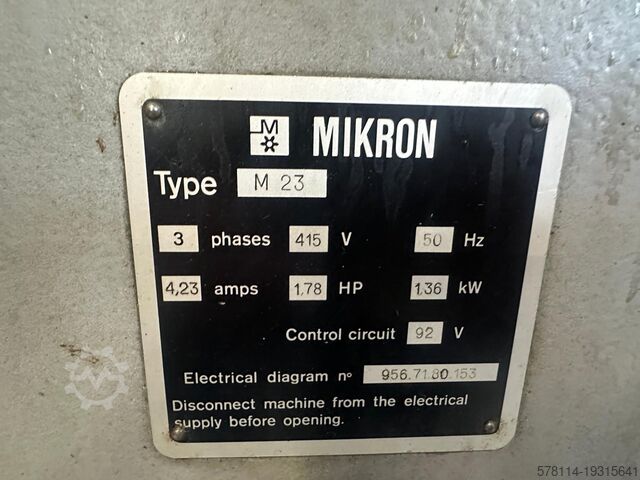 M MIKRON
Type M 23
3 phases 415 V 50 Hz
4,23 amps 1,78 HP 1,36 kW
Control circuit 92 V
Electrical diagram nº 956.71.80.153
Disconnect machine from the electrical
supply before opening.
578114-19315641